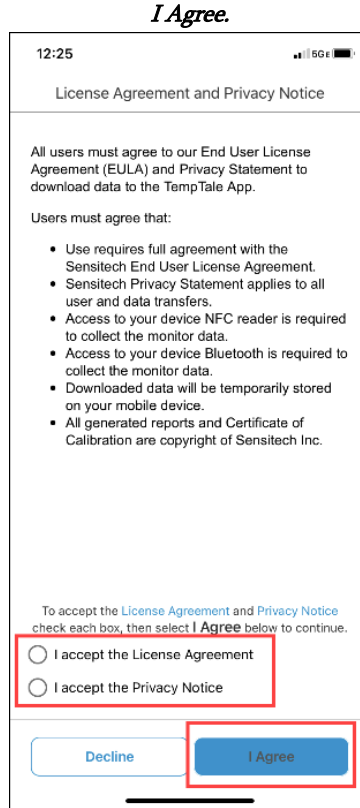 I Agree.
12:25
5GE
License Agreement and Privacy Notice
All users must agree to our End User License
Agreement (EULA) and Privacy Statement to
download data to the TempTale App.
Users must agree that:
• Use requires full agreement with the
Sensitech End User License Agreement.
• Sensitech Privacy Statement applies to all
user and data transfers.
• Access to your device NFC reader is required
to collect the monitor data.
• Access to your device Bluetooth is required to
collect the monitor data.
• Downloaded data will be temporarily stored
on your mobile device.
• All generated reports and Certificate of
Calibration are copyright of Sensitech Inc.
To accept the License Agreement and Privacy Notice
check each box, then select I Agree below to continue.
I accept the License Agreement
I accept the Privacy Notice
Decline
I Agree